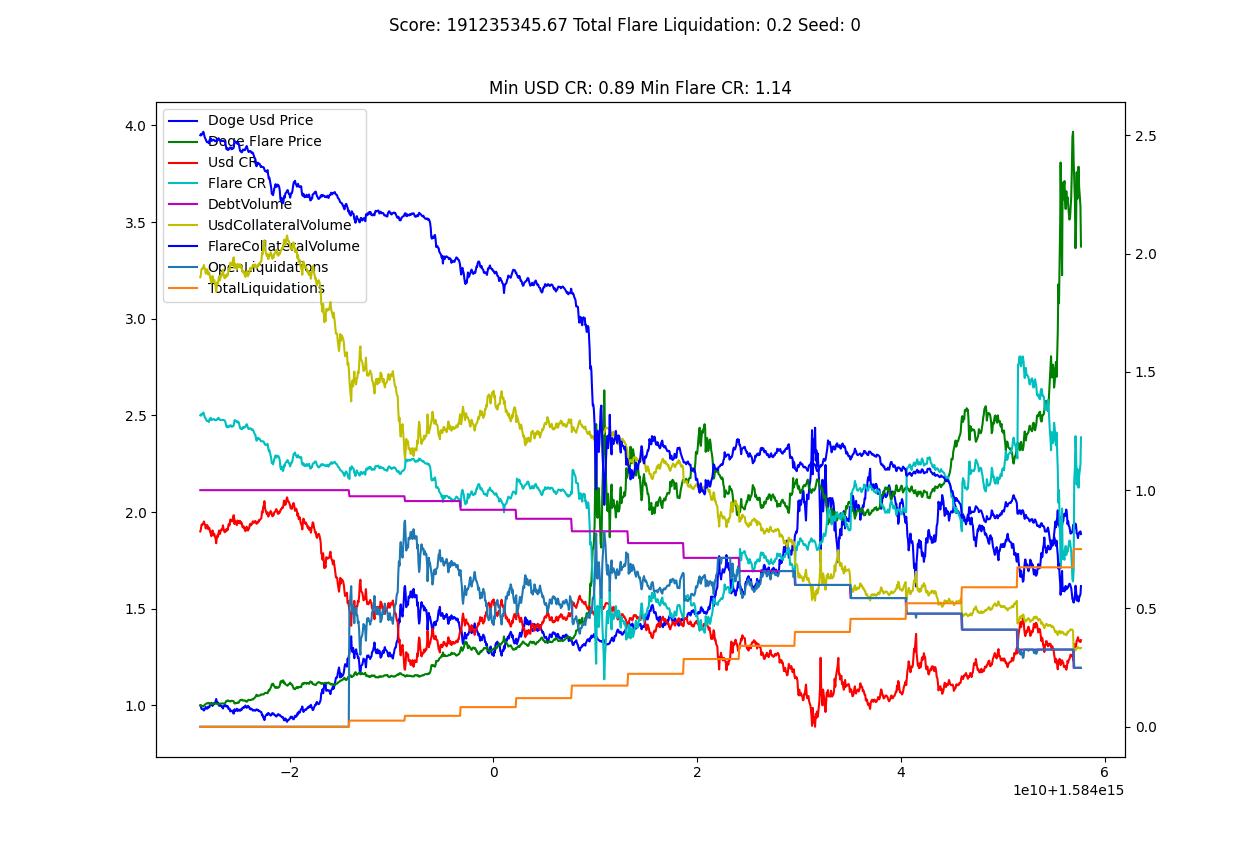 Score: 191235345.67 Total Flare Liquidation: 0.2 Seed: 0
Min USD CR: 0.89 Min Flare CR: 1.14
Doge Usd Price
Doge Flare Price
Usd CR
Flare CR
DebtVolume
UsdCollateralVolume
FlareCollateralVolume
OpenLiquidations
TotalLiquidations
4.0
3.5
3.0
2.5
2.0
1.5
1.0
2.5
2.0
1.5
1.0
0.5
0.0
−2 0 2 4 6
1e10+1.584e15